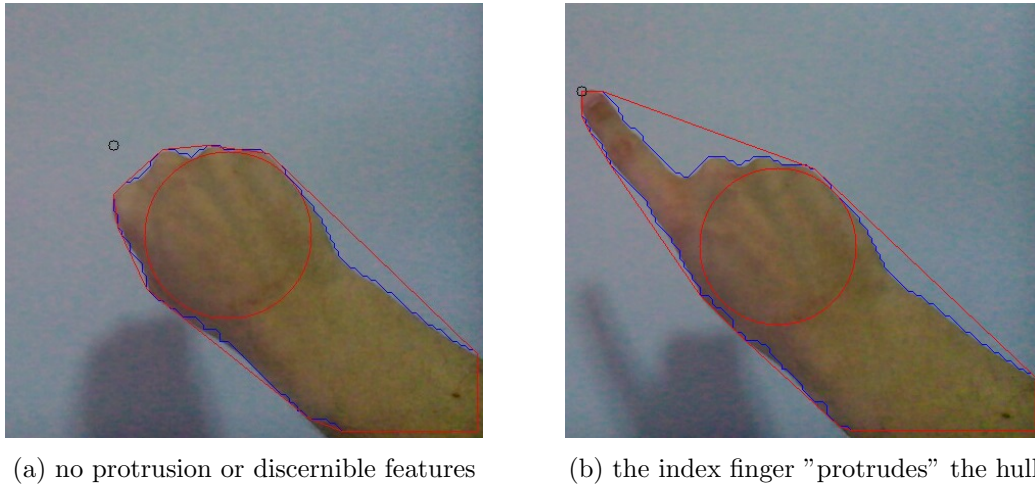 (a) no protrusion or discernible features
(b) the index finger ”protrudes” the hull